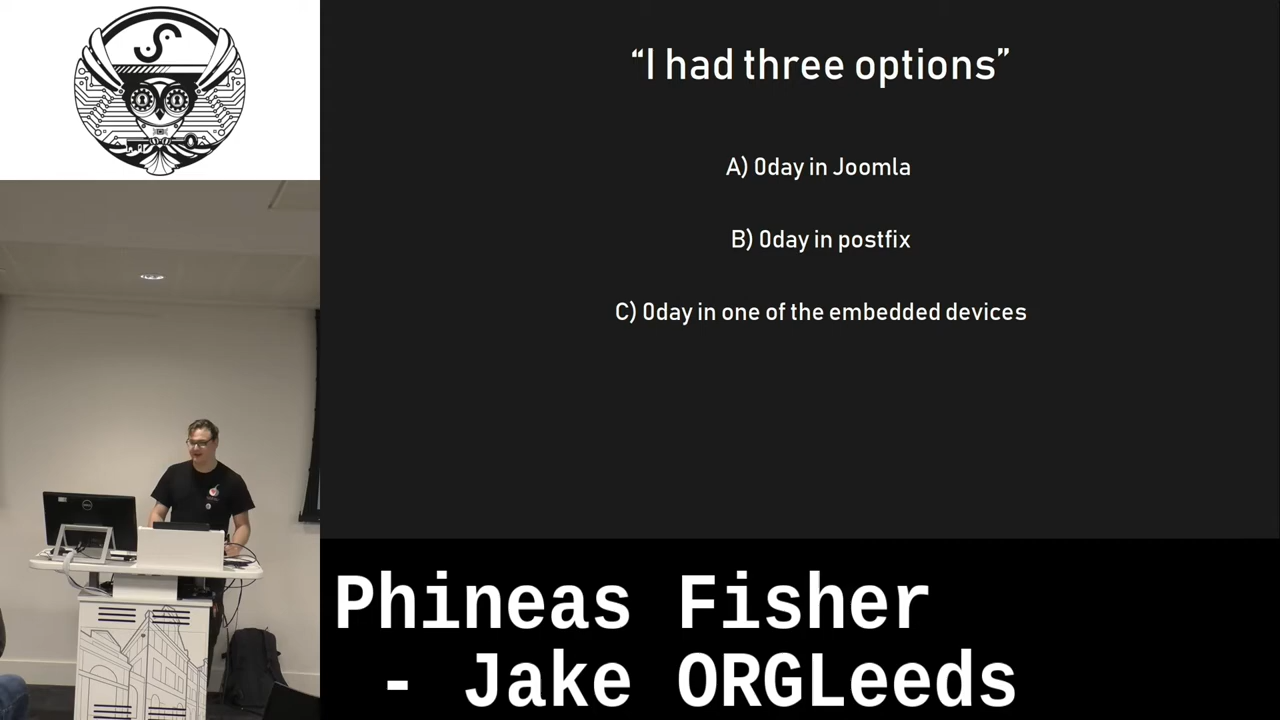 “I had three options”
A) 0day in Joomla
B) 0day in postfix
C) 0day in one of the embedded devices
Phineas Fisher
- Jake ORGLeeds